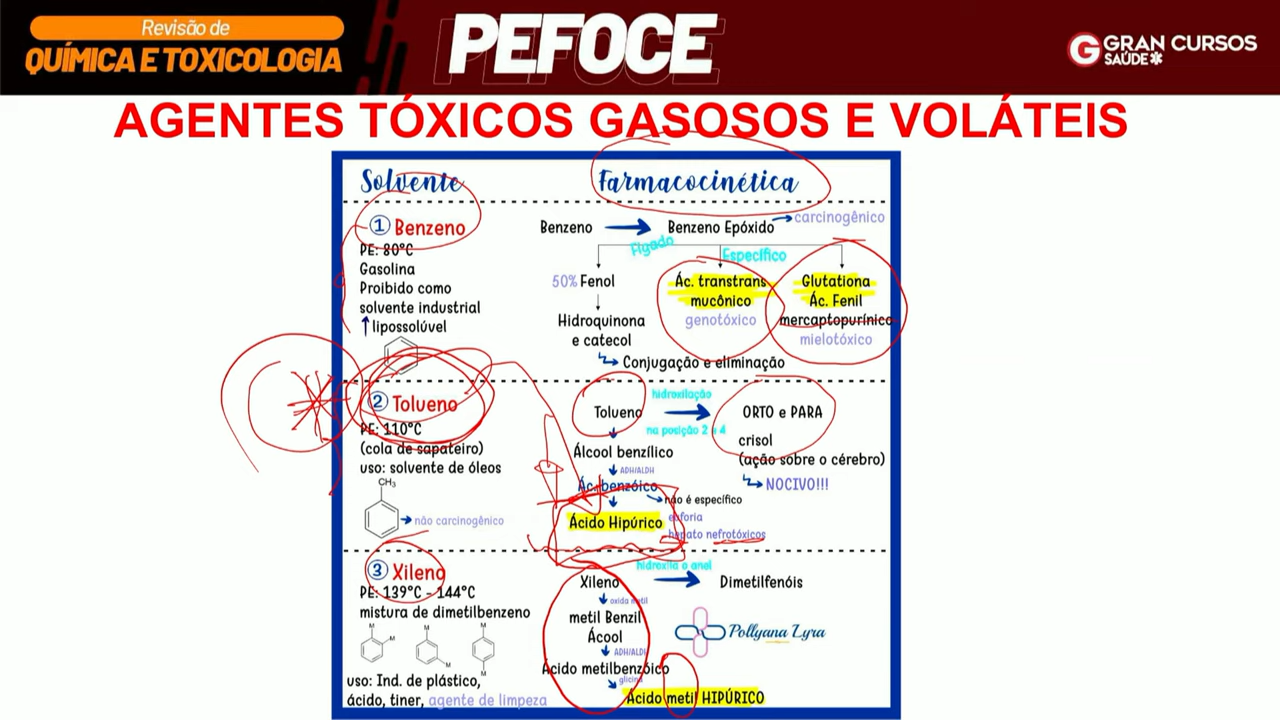 Revisão de
QUÍMICA E TOXICOLOGIA
PEFOCE
GRAN CURSOS
SAÚDE
AGENTES TÓXICOS GASOSOS E VOLÁTEIS
Solvente
Farmacocinética
1 Benzeno
PE: 80°C
Gasolina
Proibido como
solvente industrial
lipossolúvel
Benzeno
Benzeno Epóxido
carcinogênico
Fígado
Específico
50% Fenol
Ác. transtrans
mucônico
genotóxico
Glutationa
Ác. Fenil
mercaptopurínico
mielotóxico
Hidroquinona
e catecol
Conjugação e eliminação
2 Tolueno
PE: 110°C
(cola de sapateiro)
uso: solvente de óleos
CH3
não carcinogênico
Tolueno
hidroxilação
na posição 2 4
ORTO e PARA
crisol
(ação sobre o cérebro)
NOCIVO!!!
Álcool benzílico
ADH/ALDH
Ác. benzóico
não é específico
Ácido Hipúrico
euforia
hepato nefrotóxicos
3 Xileno
PE: 139°C - 144°C
mistura de dimetilbenzeno
M
M
M
M
M
M
uso: Ind. de plástico,
ácido, tiner, agente de limpeza
Xileno
hidroxila o anel
Dimetilfenóis
oxida metil
metil Benzil
Ácool
ADH/ALDH
Ácido metilbenzóico
glicina
Ácido metil HIPÚRICO
Pollyana Lyra